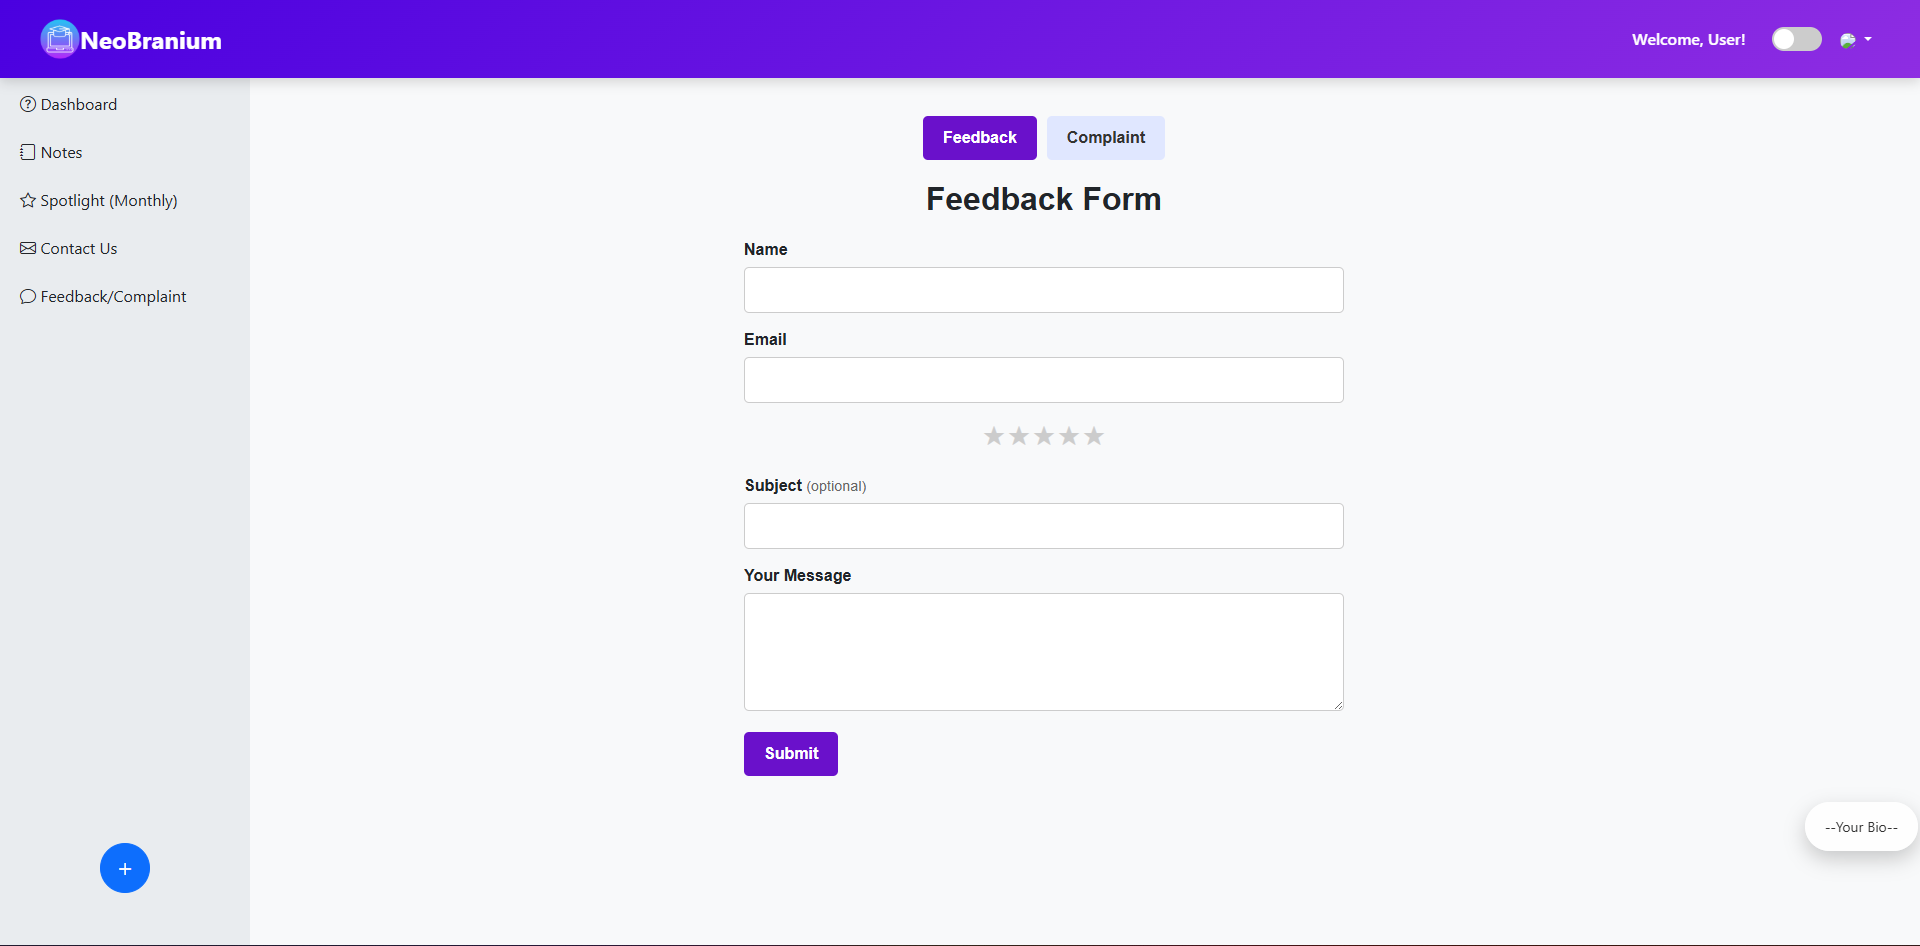 NeoBranium
Welcome, User!
Dashboard
Notes
Spotlight (Monthly)
Contact Us
Feedback/Complaint
Feedback Complaint
Feedback Form
Name
Email
Subject (optional)
Your Message
Submit
--Your Bio--
+